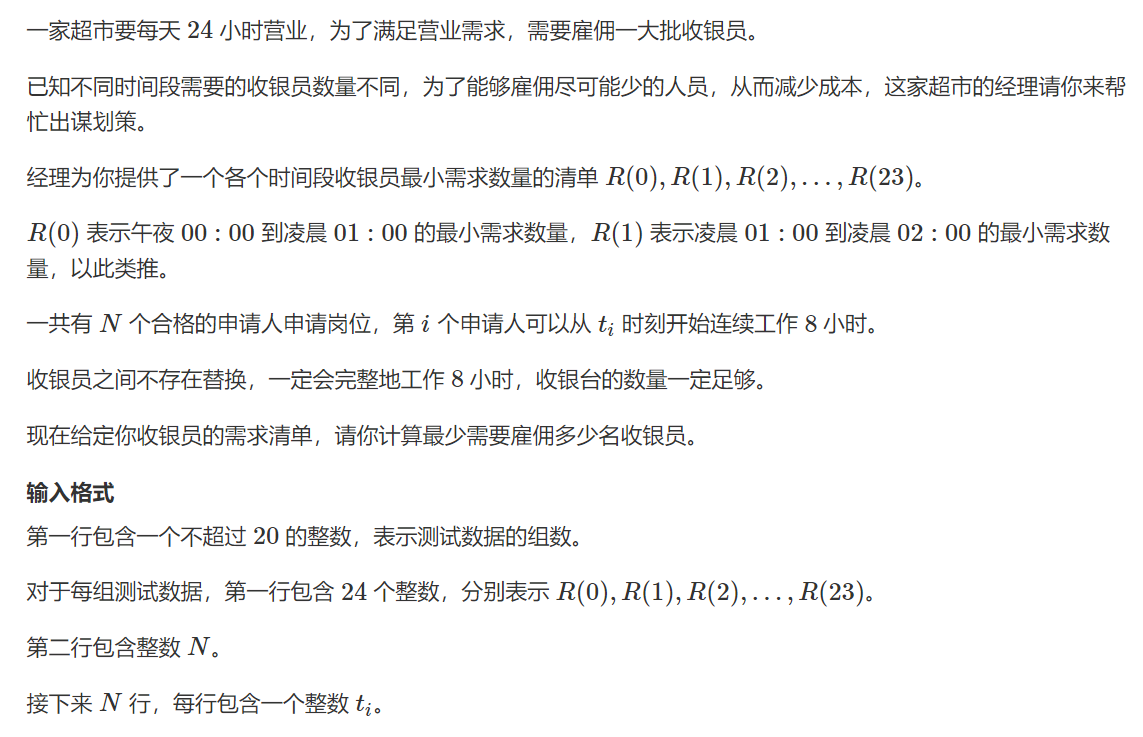 一家超市要每天 24 小时营业，为了满足营业需求，需要雇佣一大批收银员。
已知不同时间段需要的收银员数量不同，为了能够雇佣尽可能少的人员，从而减少成本，这家超市的经理请你来帮
忙出谋划策。
经理为你提供了一个各个时间段收银员最小需求数量的清单 R(0), R(1), R(2), . . . , R(23)。
R(0) 表示午夜 00 : 00 到凌晨 01 : 00 的最小需求数量，R(1) 表示凌晨 01 : 00 到凌晨 02 : 00 的最小需求数
量，以此类推。
一共有 N 个合格的申请人申请岗位，第 i 个申请人可以从 tᵢ 时刻开始连续工作 8 小时。
收银员之间不存在替换，一定会完整地工作 8 小时，收银台的数量一定足够。
现在给定你收银员的需求清单，请你计算最少需要雇佣多少名收银员。
输入格式
第一行包含一个不超过 20 的整数，表示测试数据的组数。
对于每组测试数据，第一行包含 24 个整数，分别表示 R(0), R(1), R(2), . . . , R(23)。
第二行包含整数 N。
接下来 N 行，每行包含一个整数 tᵢ。